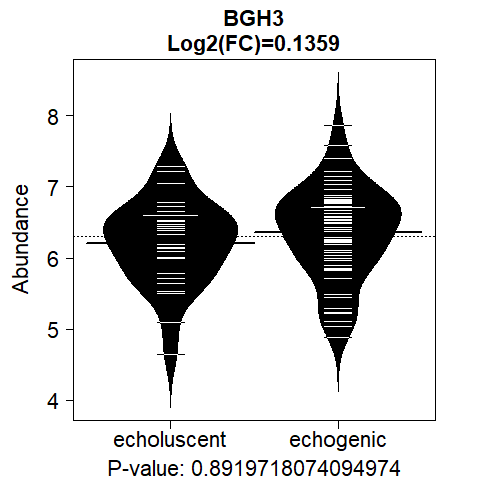 BGH3
Log2(FC)=0.1359
8
7
6
5
4
Abundance
echoluscent echogenic
P-value: 0.8919718074094974